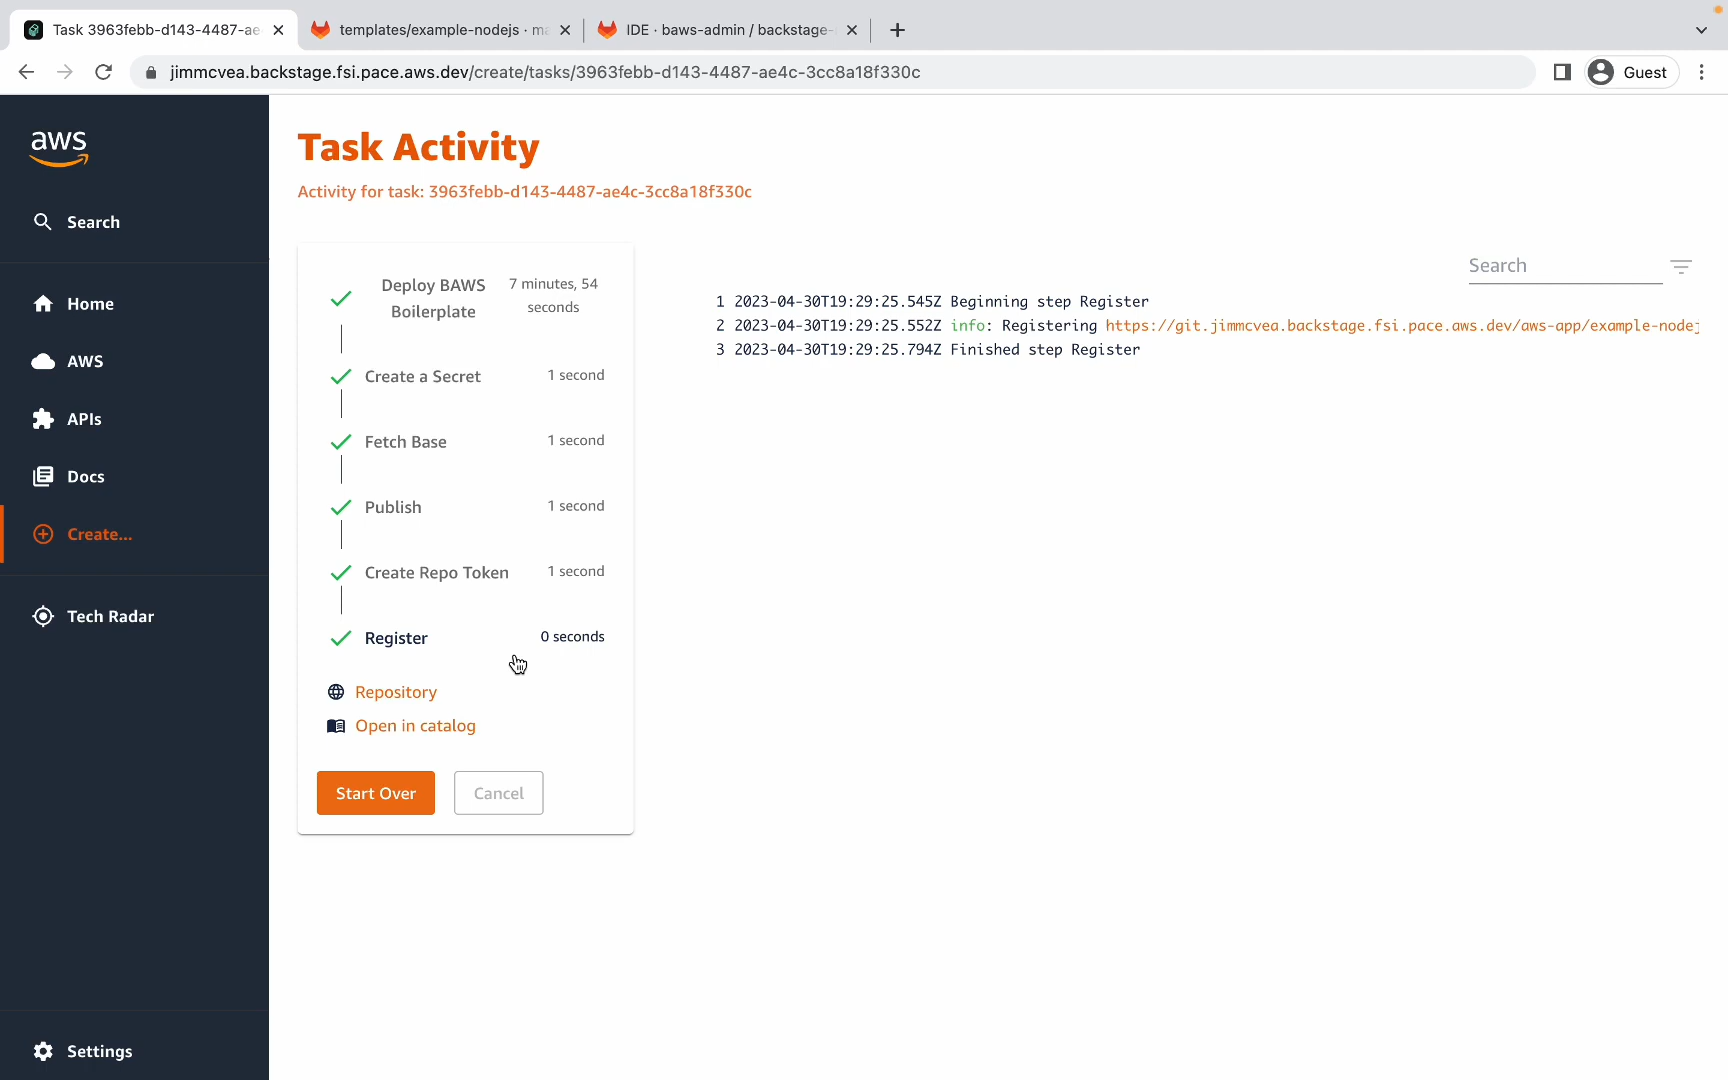 Task 3963febb-d143-4487-ae
templates/example-nodejs · ma
IDE · baws-admin / backstage-
jimmcvea.backstage.fsi.pace.aws.dev/create/tasks/3963febb-d143-4487-ae4c-3cc8a18f330c
Guest
aws
Search
Home
AWS
APIs
Docs
Create...
Tech Radar
Settings
Task Activity
Activity for task: 3963febb-d143-4487-ae4c-3cc8a18f330c
Deploy BAWS Boilerplate
7 minutes, 54 seconds
Create a Secret 1 second
Fetch Base 1 second
Publish 1 second
Create Repo Token 1 second
Register 0 seconds
Repository
Open in catalog
Start Over Cancel
Search
1 2023-04-30T19:29:25.545Z Beginning step Register
2 2023-04-30T19:29:25.552Z info: Registering https://git.jimmcvea.backstage.fsi.pace.aws.dev/aws-app/example-nodej
3 2023-04-30T19:29:25.794Z Finished step Register